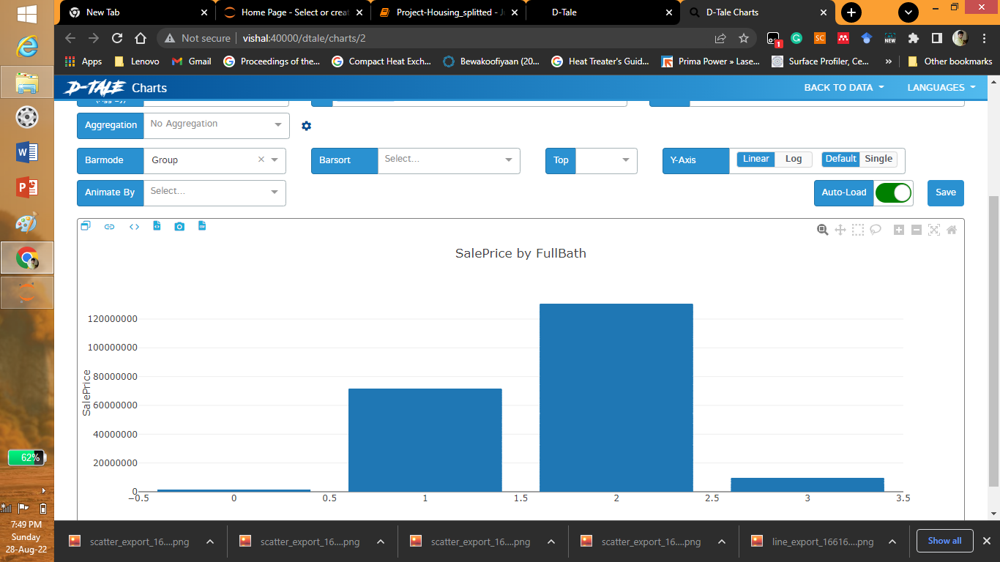 New Tab
Home Page - Select or creat
Project-Housing_splitted - J
D-Tale
D-Tale Charts
Not secure
vishal:40000/dtale/charts/2
SC
NEW
1
Apps
Lenovo
Gmail
Proceedings of the...
Compact Heat Exch...
Bewakoofiyaan (20...
Heat Treater's Guid...
Prima Power » Lase...
Surface Profiler, Ce...
»
Other bookmarks
D-TALE Charts
BACK TO DATA
LANGUAGES
Aggregation
No Aggregation
Barmode
Group
Barsort
Select...
Top
Y-Axis
Linear
Log
Default
Single
Animate By
Select...
Auto-Load
Save
SalePrice by FullBath
SalePrice
120000000
100000000
80000000
60000000
40000000
20000000
0
−0.5
0
0.5
1
1.5
2
2.5
3
3.5
62%
7:49 PM
Sunday
28-Aug-22
scatter_export_16....png
scatter_export_16....png
scatter_export_16....png
scatter_export_16....png
line_export_16616....png
Show all